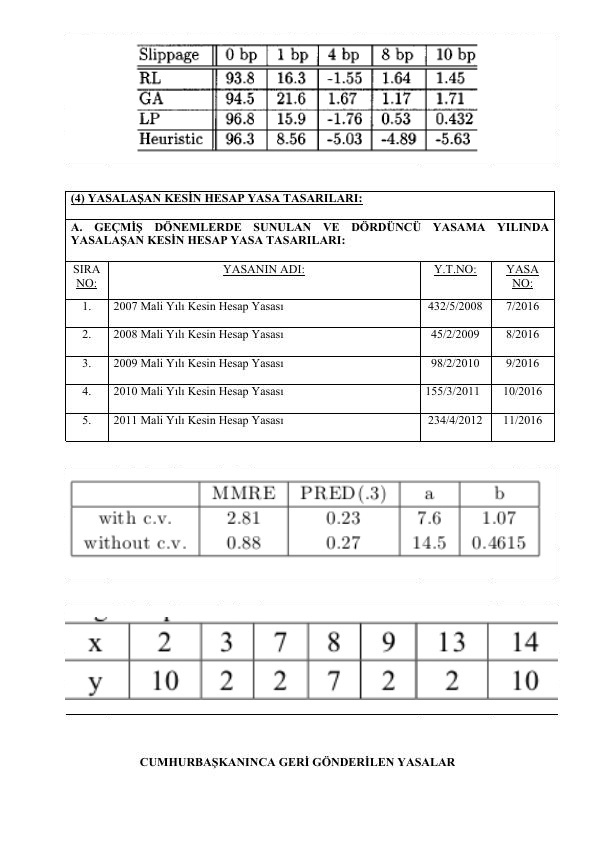 Slippage 0 bp 1 bp 4 bp 8 bp 10 bp
RL 93.8 16.3 -1.55 1.64 1.45
GA 94.5 21.6 1.67 1.17 1.71
LP 96.8 15.9 -1.76 0.53 0.432
Heuristic 96.3 8.56 -5.03 -4.89 -5.63
(4) YASALAŞAN KESİN HESAP YASA TASARILARI:
A. GEÇMİŞ DÖNEMLERDE SUNULAN VE DÖRDÜNCÜ YASAMA YILINDA
YASALAŞAN KESİN HESAP YASA TASARILARI:
SIRA NO: YASANIN ADI: Y.T.NO: YASA NO:
1. 2007 Mali Yılı Kesin Hesap Yasası 432/5/2008 7/2016
2. 2008 Mali Yılı Kesin Hesap Yasası 45/2/2009 8/2016
3. 2009 Mali Yılı Kesin Hesap Yasası 98/2/2010 9/2016
4. 2010 Mali Yılı Kesin Hesap Yasası 155/3/2011 10/2016
5. 2011 Mali Yılı Kesin Hesap Yasası 234/4/2012 11/2016
MMRE PRED(.3) a b
with c.v. 2.81 0.23 7.6 1.07
without c.v. 0.88 0.27 14.5 0.4615
x 2 3 7 8 9 13 14
y 10 2 2 7 2 2 10
CUMHURBAŞKANINCA GERİ GÖNDERİLEN YASALAR